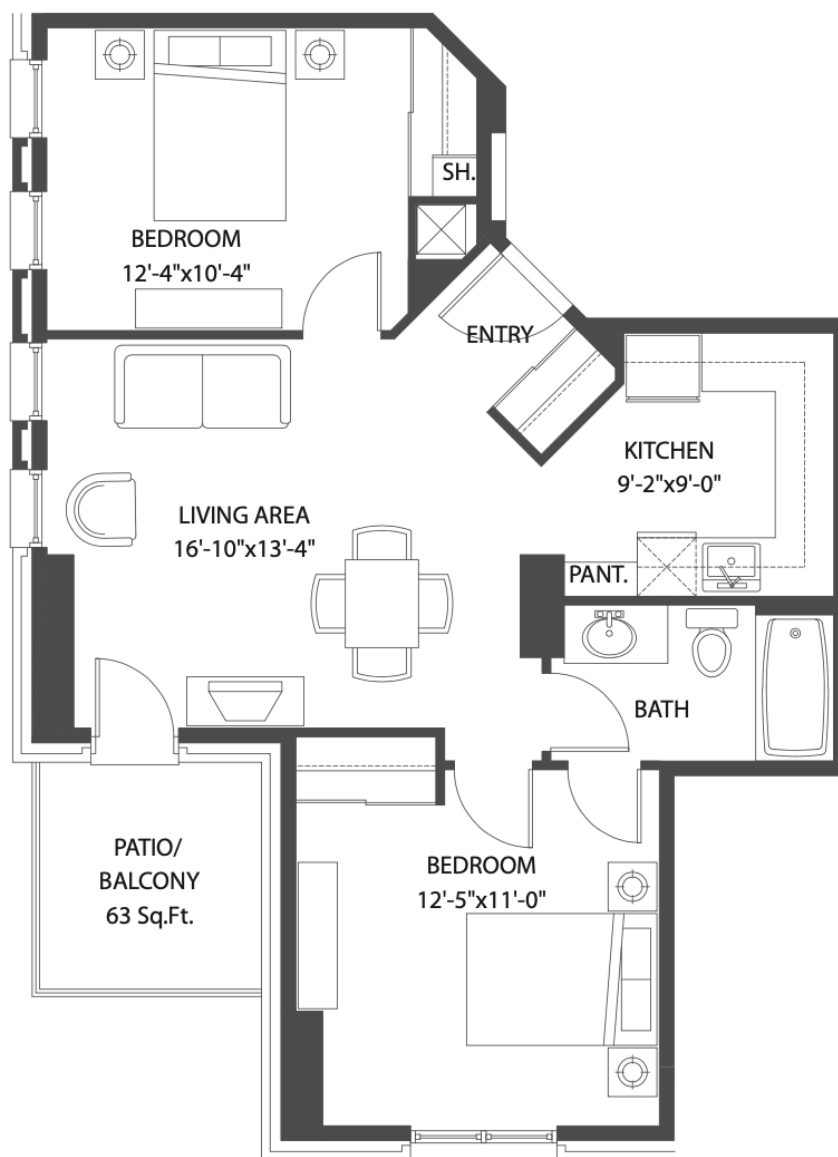 SH.
BEDROOM
12'-4"x10'-4"
ENTRY
KITCHEN
9'-2"x9'-0"
LIVING AREA
16'-10"x13'-4"
PANT.
BATH
PATIO/
BALCONY
63 Sq.Ft.
BEDROOM
12'-5"x11'-0"